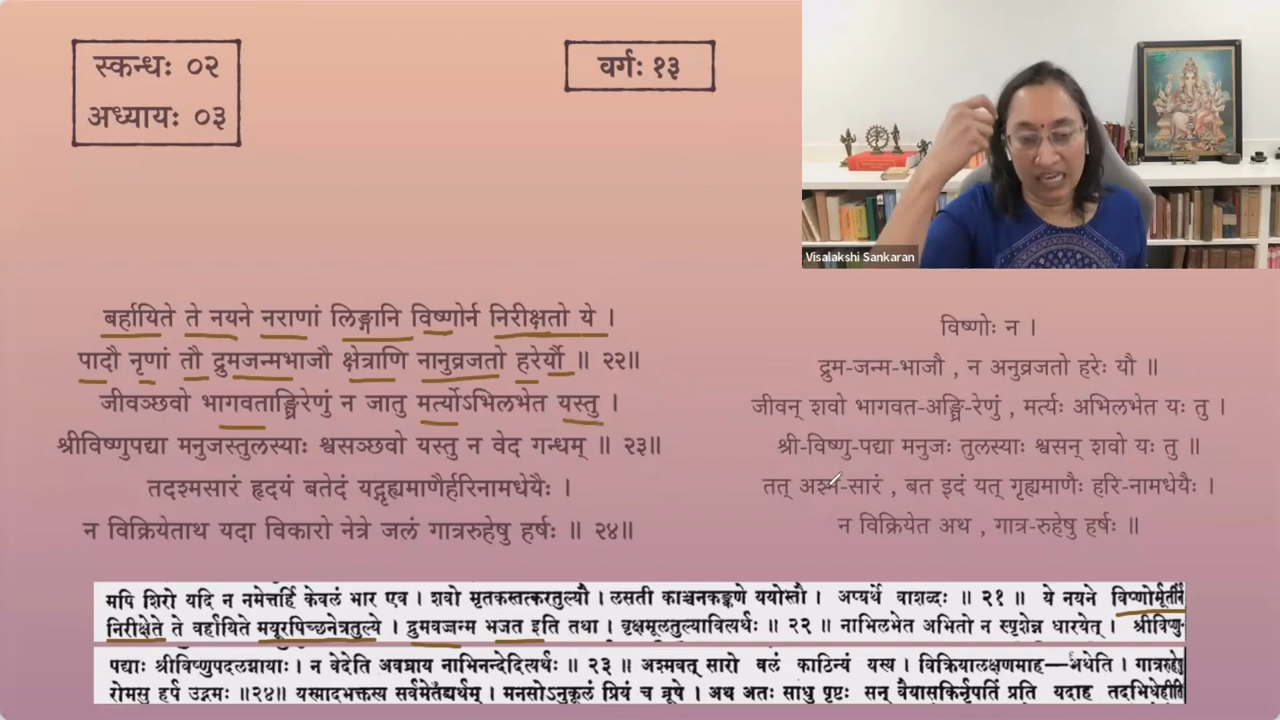 स्कन्धः ०२
अध्यायः ०३
वर्गः १३
Visalakshi Sankaran
बर्हायिते ते नयने नराणां लिङ्गानि विष्णोर्न निरीक्षतो ये ।
पादौ नृणां तौ द्रुमजन्मभाजौ क्षेत्राणि नानुव्रजतो हरेर्यौ ॥ २२॥
जीवञ्छवो भागवताङ्घ्रिरेणुं न जातु मर्त्योऽभिलभेत यस्तु ।
श्रीविष्णुपद्या मनुजस्तुलस्याः श्वसञ्छवो यस्तु न वेद गन्धम् ॥ २३॥
तदश्मसारं हृदयं बतेदं यद्गृह्यमाणैर्हरिनामधेयैः ।
न विक्रियेताथ यदा विकारो नेत्रे जलं गात्ररुहेषु हर्षः ॥ २४॥
विष्णोः न ।
द्रुम-जन्म-भाजौ , न अनुव्रजतो हरेः यौ ॥
जीवन् शवो भागवत-अङ्घ्रि-रेणुं , मर्त्यः अभिलभेत यः तु ।
श्री-विष्णु-पद्या मनुजः तुलस्याः श्वसन् शवो यः तु ॥
तत् अश्म-सारं , बत इदं यत् गृह्यमाणैः हरि-नामधेयैः ।
न विक्रियेत अथ , गात्र-रुहेषु हर्षः ॥
मपि शिरो यदि न नमेत्तर्हि केवलं भार एव । शवो मृतकस्तत्करतुल्यौ । लसती काञ्चनकङ्कणे ययोस्तौ । अप्यर्थे वाशब्दः ॥ २१ ॥ ये नयने विष्णोर्मूर्तीर्न
निरीक्षेते ते बर्हायिते मयूरपिच्छनेत्रतुल्ये । द्रुमवजन्म भजत इति तथा । वृक्षमूलतुल्यावित्यर्थः ॥ २२ ॥ नाभिलभेत अभितो न स्पृशेन्न धारयेत् । श्रीविष्णु-
पद्याः श्रीविष्णुपदलग्नायाः । न वेदेति अवघ्राय नाभिनन्देदित्यर्थः ॥ २३ ॥ अश्मवत् सारो बलं काठिन्यं यस्य । विक्रियालक्षणमाह—अथेति । गात्ररुहेषु
रोमसु हर्ष उद्गमः ॥२४॥ यस्मादभक्तस्य सर्वमेतद्व्यर्थम् । मनसोऽनुकूलं प्रियं च ब्रूषे । अथ अतः साधु पृष्टः सन् वैयासकिर्नृपतिं प्रति यदाह तदभिधेहीति